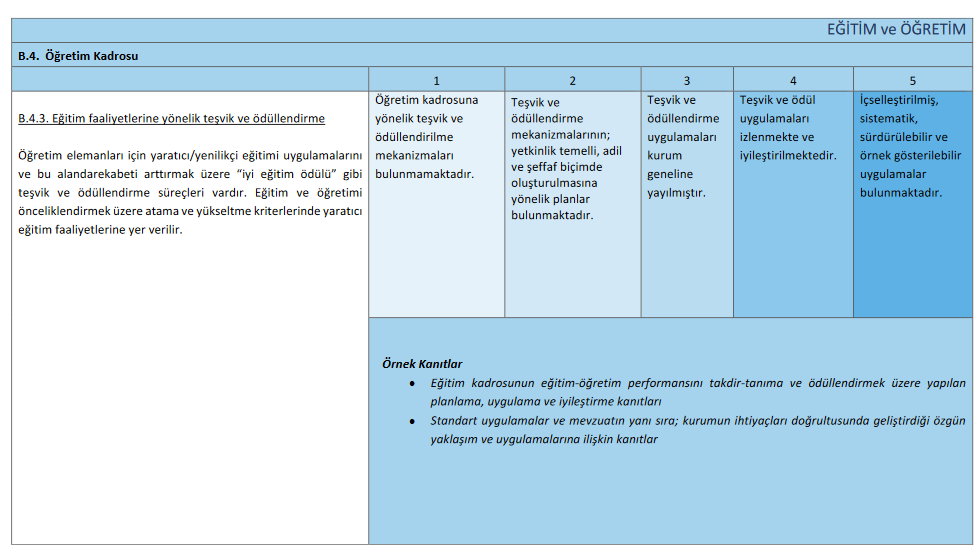 EĞİTİM ve ÖĞRETİM
B.4. Öğretim Kadrosu
1
2
3
4
5
B.4.3. Eğitim faaliyetlerine yönelik teşvik ve ödüllendirme
Öğretim elemanları için yaratıcı/yenilikçi eğitimi uygulamalarını
ve bu alandarekabeti arttırmak üzere “iyi eğitim ödülü” gibi
teşvik ve ödüllendirme süreçleri vardır. Eğitim ve öğretimi
önceliklendirmek üzere atama ve yükseltme kriterlerinde yaratıcı
eğitim faaliyetlerine yer verilir.
Öğretim kadrosuna
yönelik teşvik ve
ödüllendirilme
mekanizmaları
bulunmamaktadır.
Teşvik ve
ödüllendirme
mekanizmalarının;
yetkinlik temelli, adil
ve şeffaf biçimde
oluşturulmasına
yönelik planlar
bulunmaktadır.
Teşvik ve
ödüllendirme
uygulamaları
kurum
geneline
yayılmıştır.
Teşvik ve ödül
uygulamaları
izlenmekte ve
iyileştirilmektedir.
İçselleştirilmiş,
sistematik,
sürdürülebilir ve
örnek gösterilebilir
uygulamalar
bulunmaktadır.
Örnek Kanıtlar
• Eğitim kadrosunun eğitim-öğretim performansını takdir-tanıma ve ödüllendirmek üzere yapılan
planlama, uygulama ve iyileştirme kanıtları
• Standart uygulamalar ve mevzuatın yanı sıra; kurumun ihtiyaçları doğrultusunda geliştirdiği özgün
yaklaşım ve uygulamalarına ilişkin kanıtlar